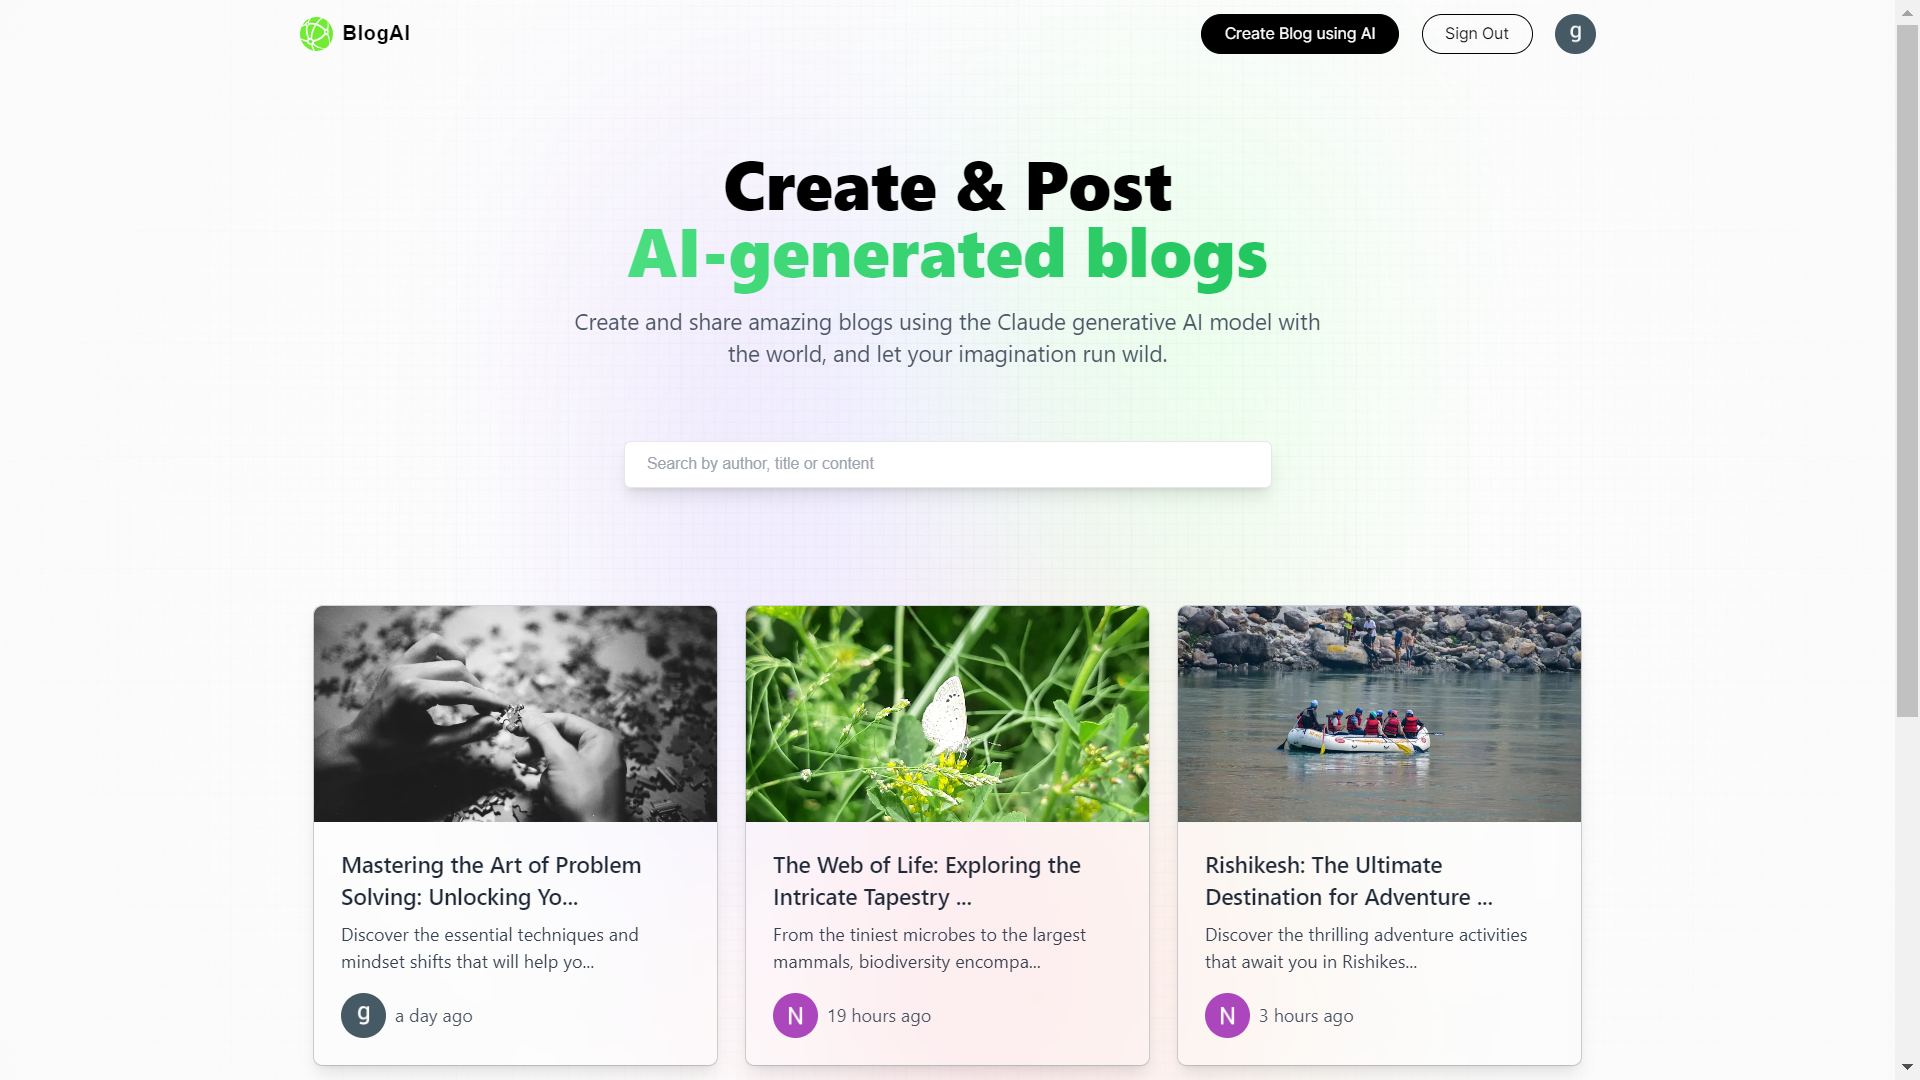 BlogAI
Create Blog using AI
Sign Out
g
Create & Post
AI-generated blogs
Create and share amazing blogs using the Claude generative AI model with
the world, and let your imagination run wild.
Search by author, title or content
Mastering the Art of Problem
Solving: Unlocking Yo...
Discover the essential techniques and
mindset shifts that will help yo...
g
a day ago
The Web of Life: Exploring the
Intricate Tapestry ...
From the tiniest microbes to the largest
mammals, biodiversity encompa...
N
19 hours ago
Rishikesh: The Ultimate
Destination for Adventure ...
Discover the thrilling adventure activities
that await you in Rishikes...
N
3 hours ago